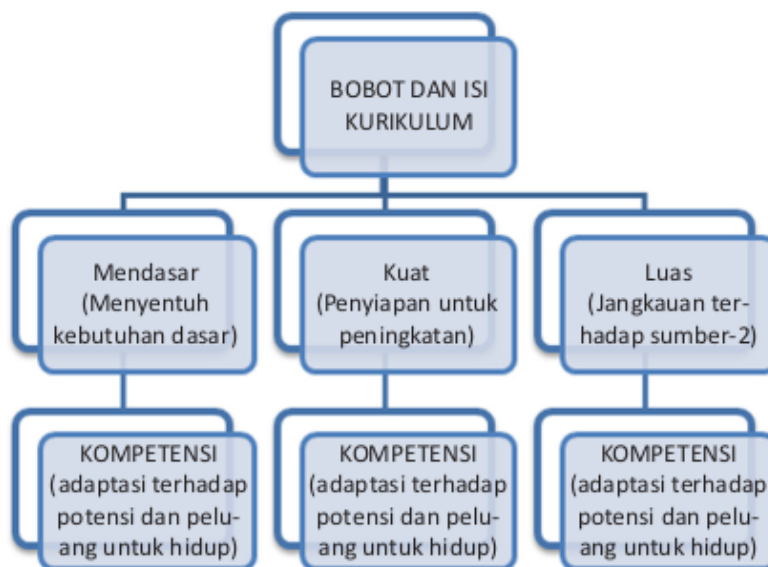 BOBOT DAN ISI
KURIKULUM
Mendasar
(Menyentuh
kebutuhan dasar)
Kuat
(Penyiapan untuk
peningkatan)
Luas
(Jangkauan ter-
hadap sumber-2)
KOMPETENSI
(adaptasi terhadap
potensi dan pelu-
ang untuk hidup)
KOMPETENSI
(adaptasi terhadap
potensi dan pelu-
ang untuk hidup)
KOMPETENSI
(adaptasi terhadap
potensi dan pelu-
ang untuk hidup)